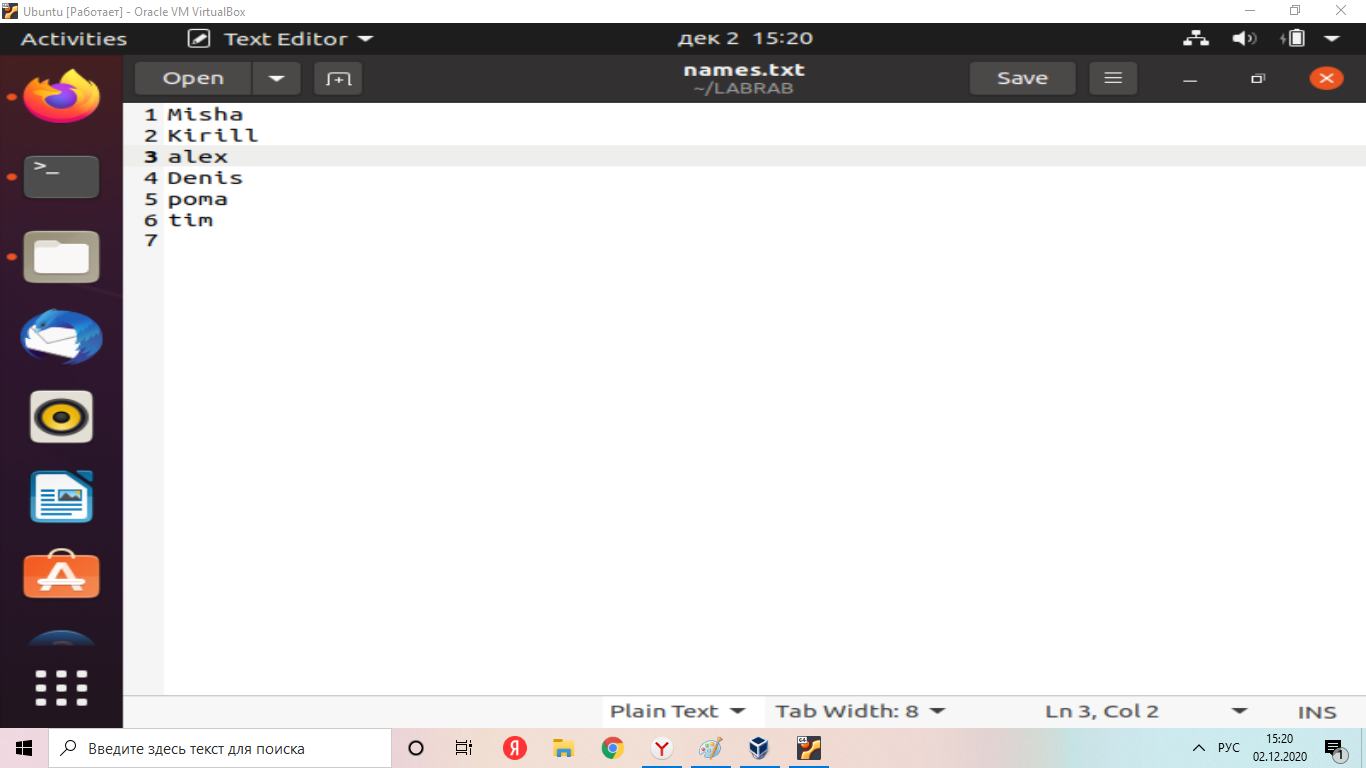 Ubuntu [Работает] - Oracle VM VirtualBox
Activities Text Editor дек 2 15:20
Open names.txt Save
~/LABRAB
1 Misha
2 Kirill
3 alex
4 Denis
5 poma
6 tim
7
Plain Text Tab Width: 8 Ln 3, Col 2 INS
Введите здесь текст для поиска
Я
Y
64
РУС
15:20
02.12.2020
1